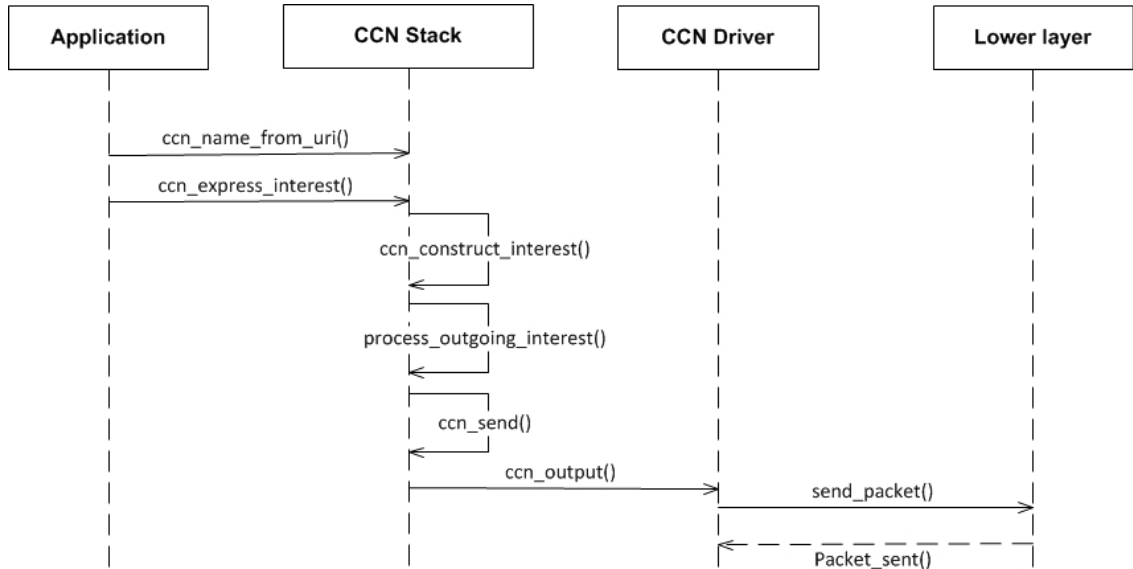 Application
CCN Stack
CCN Driver
Lower layer
ccn_name_from_uri()
ccn_express_interest()
ccn_construct_interest()
process_outgoing_interest()
ccn_send()
ccn_output()
send_packet()
Packet_sent()